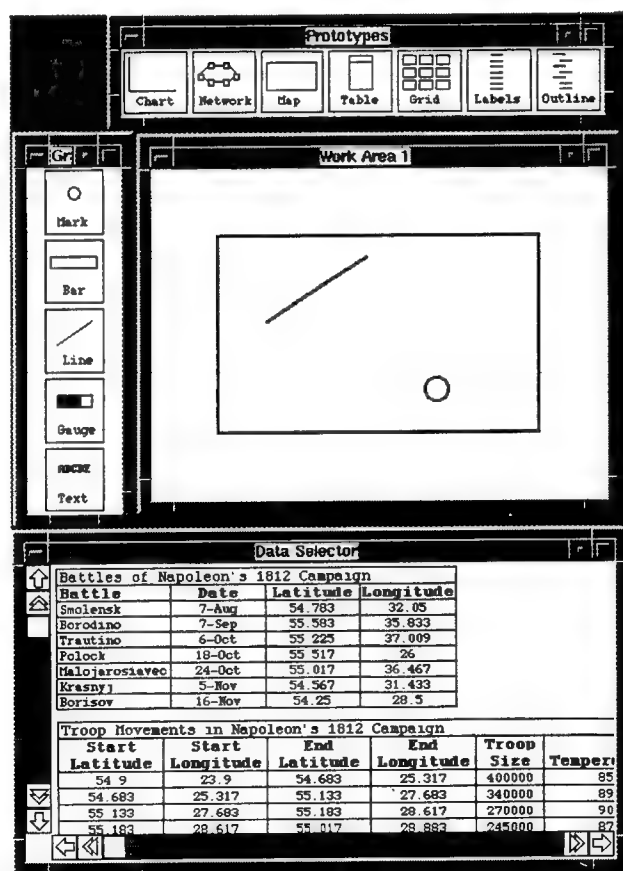 Prototypes
Chart Network Map Table Grid Labels Outline
Gr
Work Area 1
Mark
Bar
Line
Gauge
ABCDE
Text
Data Selector
Battles of Napoleon's 1812 Campaign
Battle Date Latitude Longitude
Smolensk 7-Aug 54.783 32.05
Borodino 7-Sep 55.583 35.833
Trautino 6-Oct 55 225 37.009
Polock 18-Oct 55 517 26
Malojarosiavec 24-Oct 55.017 36.467
Krasnyj 5-Nov 54.567 31.433
Borisov 16-Nov 54.25 28.5
Troop Movements in Napoleon's 1812 Campaign
Start Start End End Troop
Latitude Longitude Latitude Longitude Size Temper
54 9 23.9 54.683 25.317 400000 85
54.683 25.317 55.133 27.683 340000 89
55 133 27.683 55.183 28.617 270000 90
55 183 28.617 55.017 28.883 245000 87